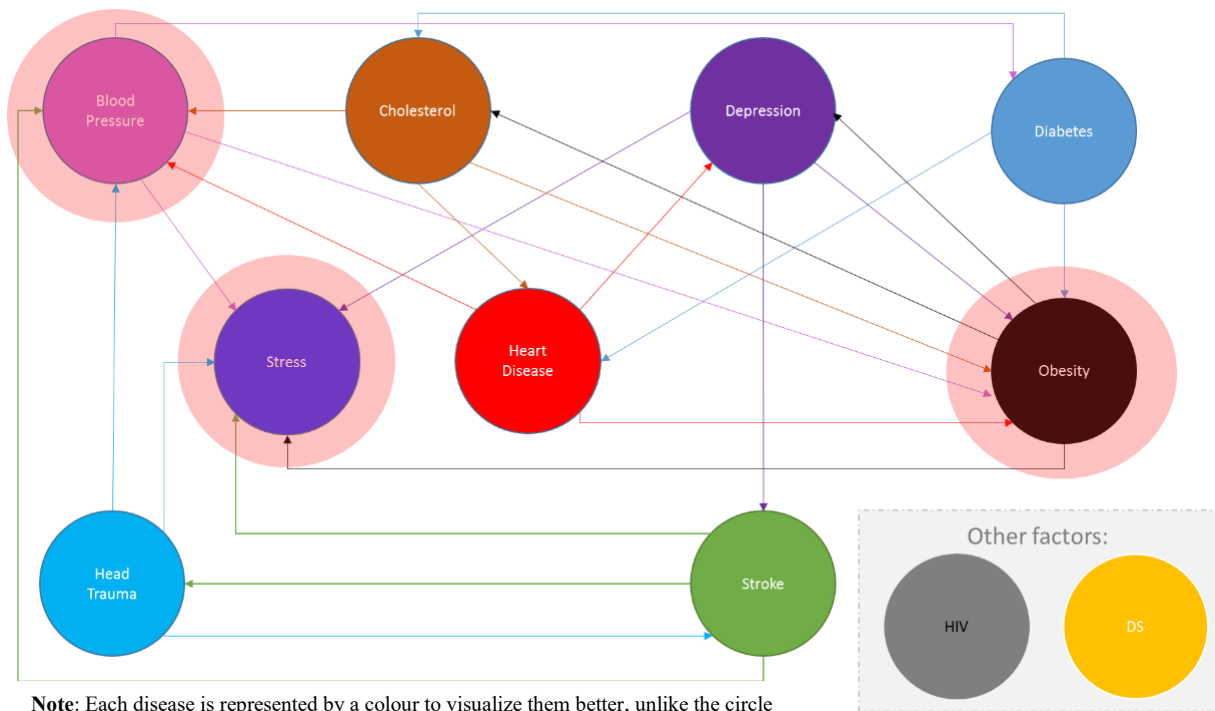 Blood
Pressure
Cholesterol
Depression
Diabetes
Stress
Heart
Disease
Obesity
Head
Trauma
Stroke
Other factors:
HIV
DS
Note: Each disease is represented by a colour to visualize them better, unlike the circle